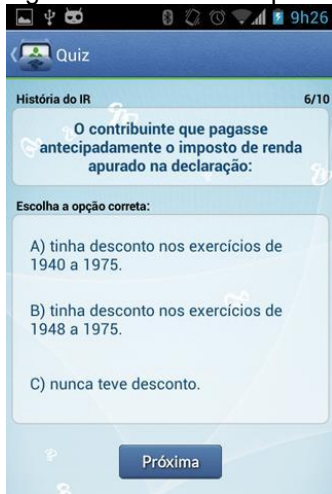 9h26
Quiz
História do IR 6/10
O contribuinte que pagasse
antecipadamente o imposto de renda
apurado na declaração:
Escolha a opção correta:
A) tinha desconto nos exercícios de
1940 a 1975.
B) tinha desconto nos exercícios de
1948 a 1975.
C) nunca teve desconto.
Próxima